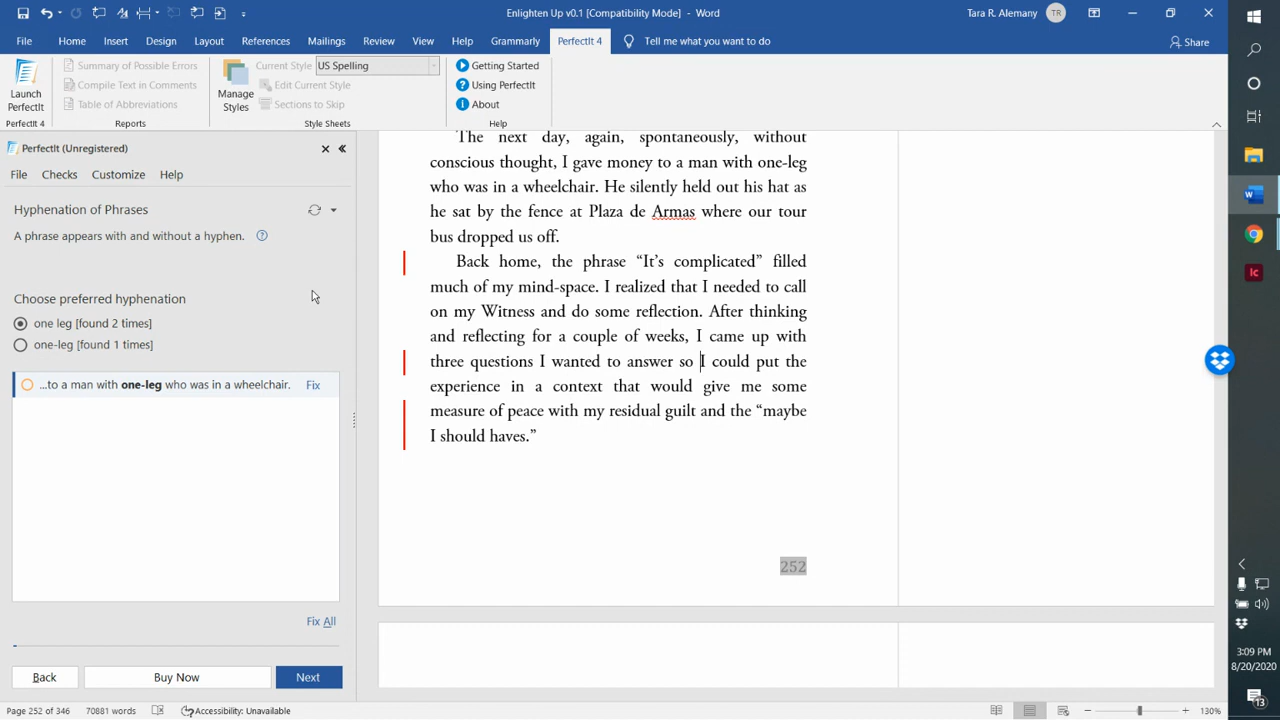 Enlighten Up v0.1 [Compatibility Mode] - Word
Tara R. Alemany
TR
File Home Insert Design Layout References Mailings Review View Help Grammarly PerfectIt 4 Tell me what you want to do Share
Launch PerfectIt
Summary of Possible Errors
Compile Text in Comments
Table of Abbreviations
PerfectIt 4
Reports
Manage Styles
Current Style US Spelling
Edit Current Style
Sections to Skip
Style Sheets
Getting Started
Using PerfectIt
About
Help
PerfectIt (Unregistered)
File Checks Customize Help
Hyphenation of Phrases
A phrase appears with and without a hyphen.
Choose preferred hyphenation
one leg [found 2 times]
one-leg [found 1 times]
...to a man with one-leg who was in a wheelchair. Fix
Fix All
Back
Buy Now
Next
The next day, again, spontaneously, without
conscious thought, I gave money to a man with one-leg
who was in a wheelchair. He silently held out his hat as
he sat by the fence at Plaza de Armas where our tour
bus dropped us off.
Back home, the phrase “It’s complicated” filled
much of my mind-space. I realized that I needed to call
on my Witness and do some reflection. After thinking
and reflecting for a couple of weeks, I came up with
three questions I wanted to answer so I could put the
experience in a context that would give me some
measure of peace with my residual guilt and the “maybe
I should haves.”
252
Page 252 of 346 70881 words Accessibility: Unavailable 130%
3:09 PM
8/20/2020
13